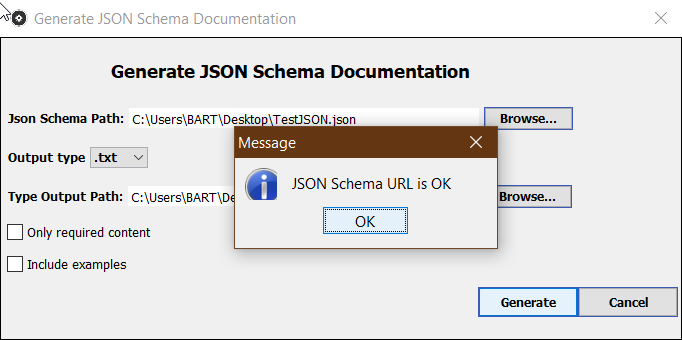 Generate JSON Schema Documentation
Generate JSON Schema Documentation
Json Schema Path: C:\Users\BART\Desktop\TestJSON.json Browse...
Message
Output type .txt
JSON Schema URL is OK
Type Output Path: C:\Users\BART\De Browse...
OK
Only required content
Include examples
Generate Cancel